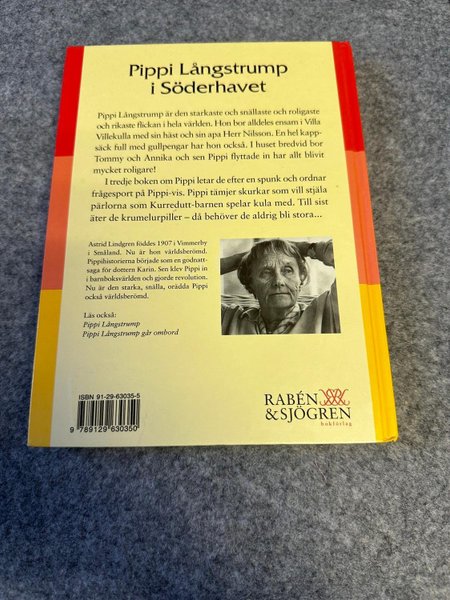 Pippi Långstrump
i Söderhavet
Pippi Långstrump är den starkaste och snällaste och roligaste
och rikaste flickan i hela världen. Hon bor alldeles ensam i Villa
Villekulla med sin häst och sin apa Herr Nilsson. En hel kapp-
säck full med gullpengar har hon också. I huset bredvid bor
Tommy och Annika och sen Pippi flyttade in har allt blivit
mycket roligare!
I tredje boken om Pippi letar de efter en spunk och ordnar
frågesport på Pippi-vis. Pippi tämjer skurkar som vill stjäla
pärlorna som Kurredutt-barnen spelar kula med. Till sist
äter de krumelurpiller – då behöver de aldrig bli stora...
Astrid Lindgren föddes 1907 i Vimmerby
i Småland. Nu är hon världsberömd.
Pippihistorierna började som en godnatt-
saga för dottern Karin. Sen klev Pippi in
i barnboksvärlden och gjorde revolution.
Nu är den starka, snälla, orädda Pippi
också världsberömd.
Läs också:
Pippi Långstrump
Pippi Långstrump går ombord
ISBN 91-29-63035-5
9 789129 630350
RABÉN
& SJÖGREN
bokförlag